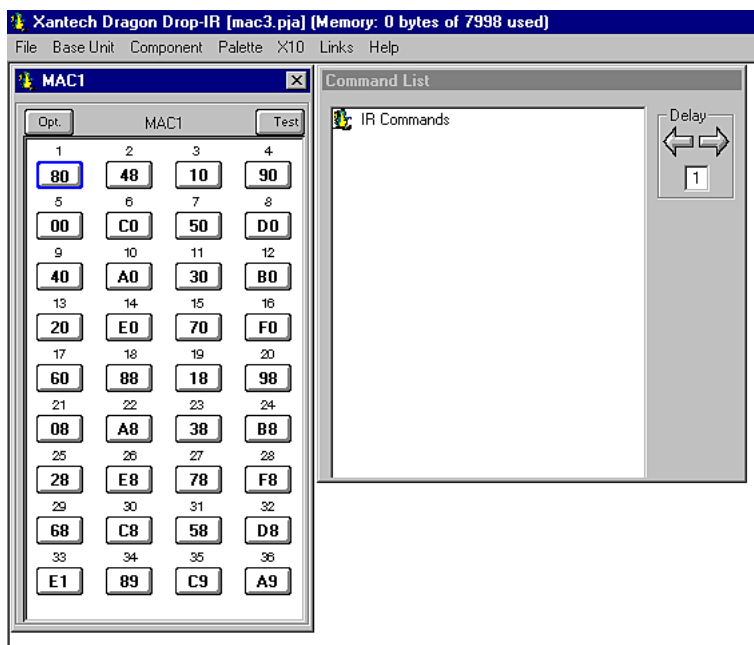 Xantech Dragon Drop-IR [mac3.pja] (Memory: 0 bytes of 7998 used)
File Base Unit Component Palette X10 Links Help
MAC1
Opt. MAC1 Test
1 2 3 4
80 48 10 90
5 6 7 8
00 C0 50 D0
9 10 11 12
40 A0 30 B0
13 14 15 16
20 E0 70 F0
17 18 19 20
60 88 18 98
21 22 23 24
08 A8 38 B8
25 26 27 28
28 E8 78 F8
29 30 31 32
68 C8 58 D8
33 34 35 36
E1 89 C9 A9
Command List
IR Commands
Delay
1